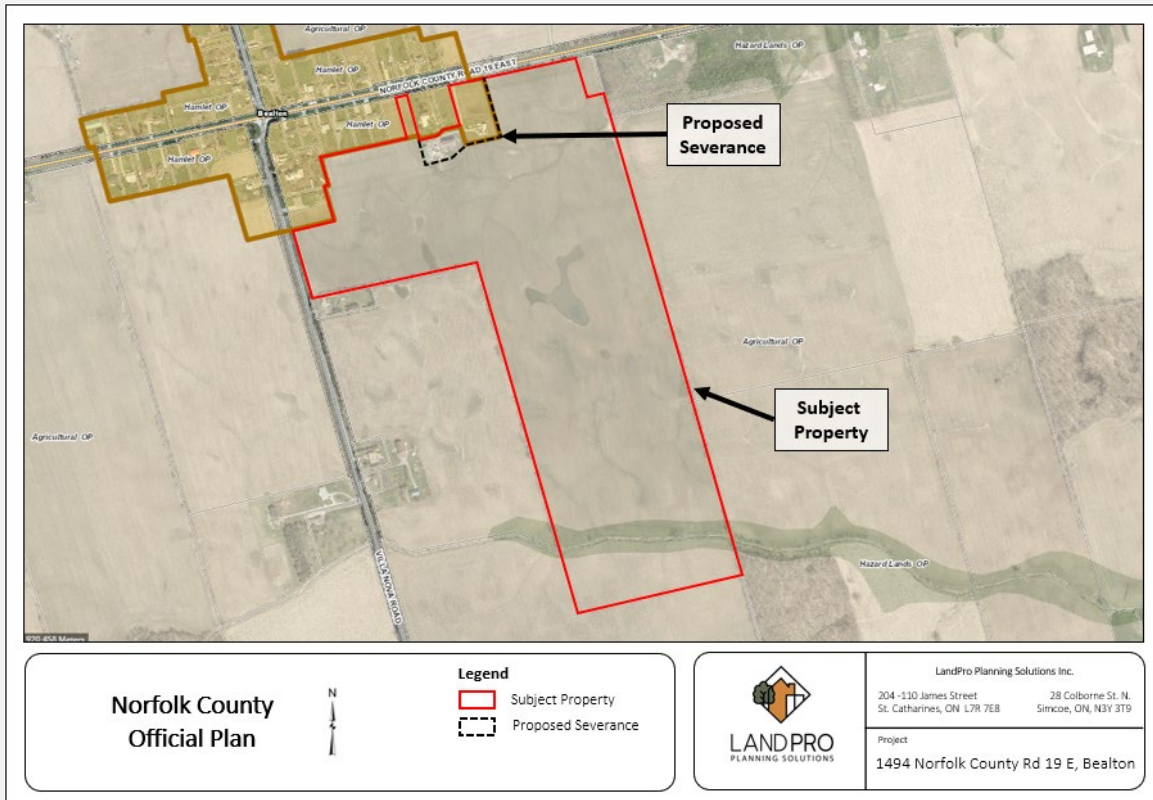 Agricultural OP
Hazard Lands OP
Hamlet OP
NORFOLK COUNTY ROAD 19 EAST
Hamlet OP
Bealton
Hamlet OP
Hamlet OP
Proposed
Severance
Agricultural OP
Subject
Property
Agricultural OP
VILLA NOVA ROAD
Hazard Lands OP
920.458 Meters
Norfolk County
Official Plan
N
Legend
Subject Property
Proposed Severance
LANDPRO
PLANNING SOLUTIONS
LandPro Planning Solutions Inc.
204 -110 James Street 28 Colborne St. N.
St. Catharines, ON L7R 7E8 Simcoe, ON, N3Y 3T9
Project
1494 Norfolk County Rd 19 E, Bealton